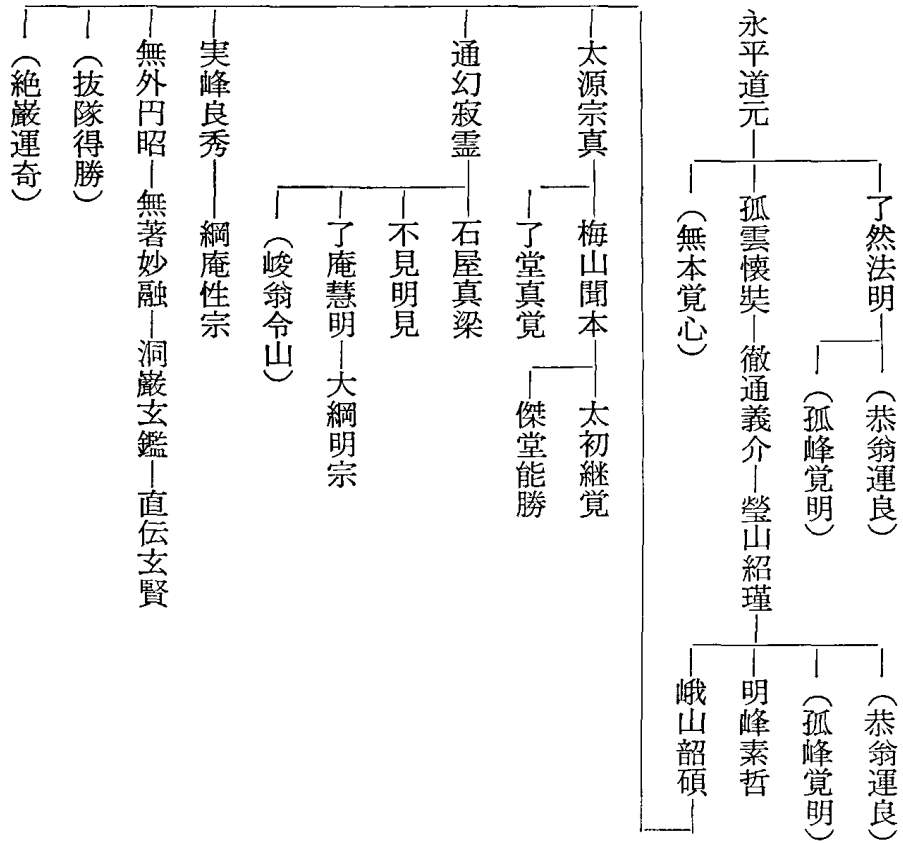 永平道元
了然法明
(恭翁運良)
(孤峰覚明)
孤雲懐奘
徹通義介
瑩山紹瑾
(恭翁運良)
(孤峰覚明)
明峰素哲
峨山韶碩
(無本覚心)
太源宗真
梅山聞本
太初継覚
傑堂能勝
了堂真覚
通幻寂霊
石屋真梁
不見明見
了庵慧明
大綱明宗
(峻翁令山)
実峰良秀
綱庵性宗
無外円昭
無著妙融
洞巌玄鑑
直伝玄賢
(抜隊得勝)
(絶巌運奇)